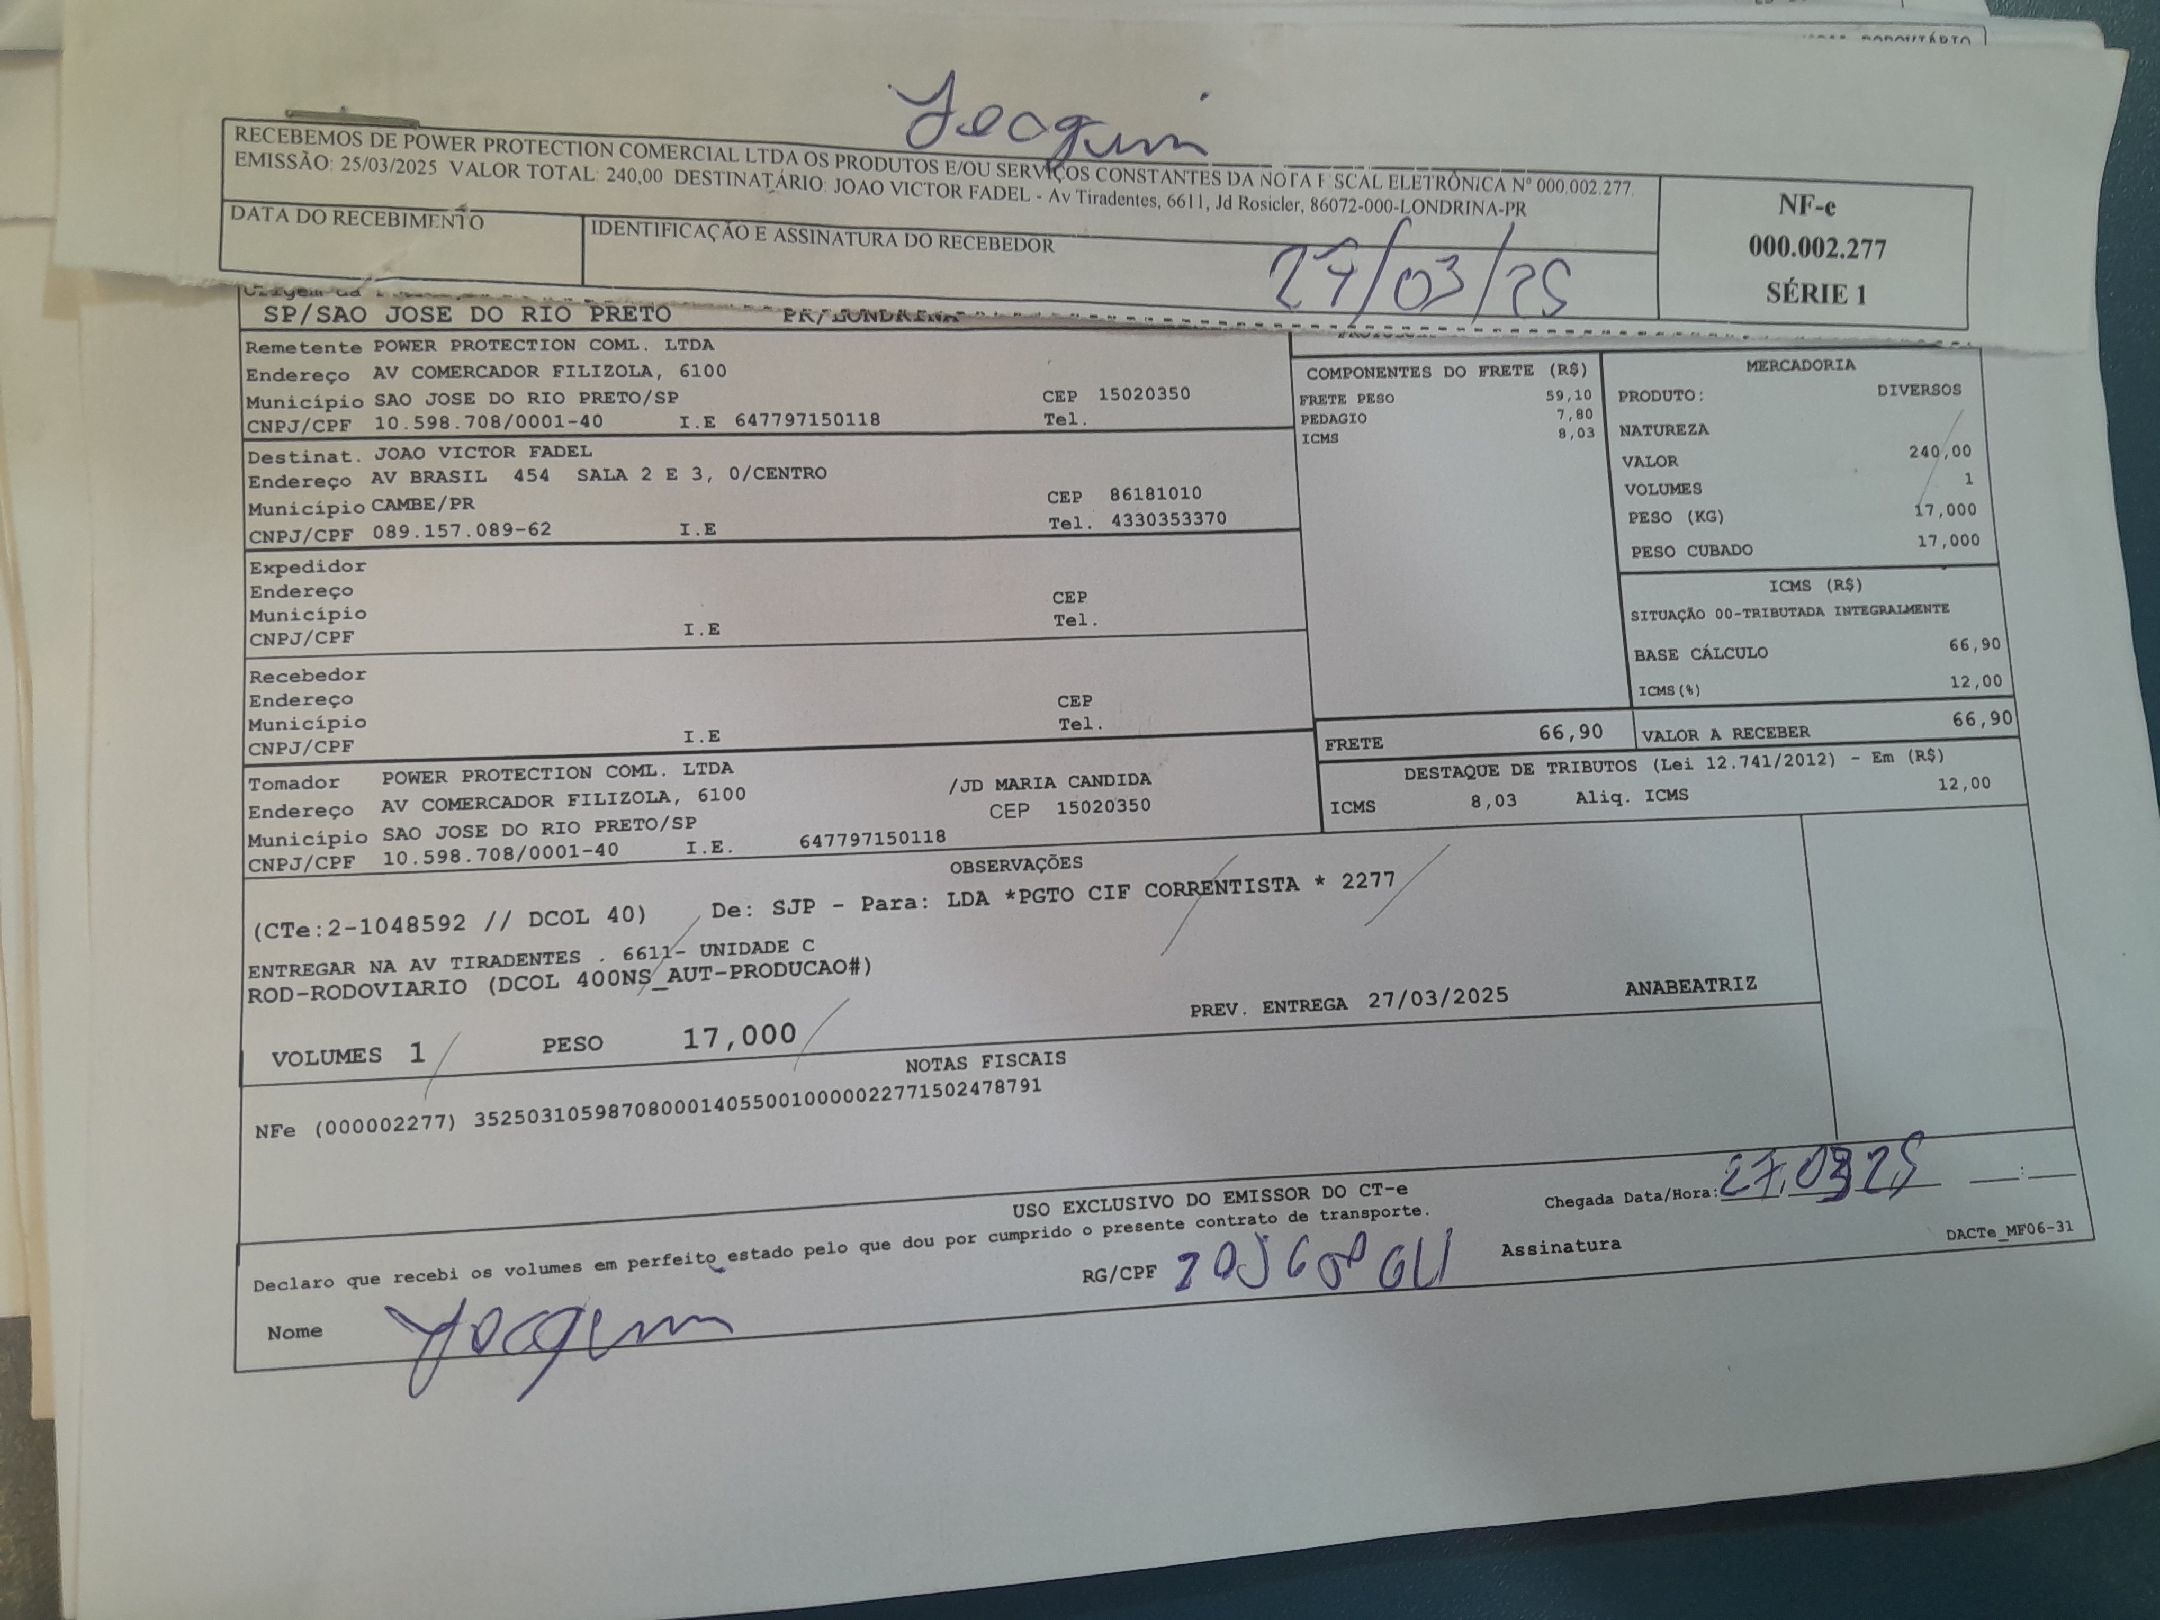 Joaquim
RECEBEMOS DE POWER PROTECTION COMERCIAL LTDA OS PRODUTOS E/OU SERVIÇOS CONSTANTES DA NOTA FISCAL ELETRÔNICA Nº 000.002.277.
EMISSÃO: 25/03/2025 VALOR TOTAL: 240,00 DESTINATÁRIO: JOAO VICTOR FADEL - Av Tiradentes, 6611, Jd Rosicler, 86072-000-LONDRINA-PR
NF-e
000.002.277
SÉRIE 1
DATA DO RECEBIMENTO
IDENTIFICAÇÃO E ASSINATURA DO RECEBEDOR
27/03/25
SP/SAO JOSE DO RIO PRETO PR/LONDRINA
Remetente POWER PROTECTION COML. LTDA
Endereço AV COMERCADOR FILIZOLA, 6100
Município SAO JOSE DO RIO PRETO/SP CEP 15020350
CNPJ/CPF 10.598.708/0001-40 I.E 647797150118 Tel.
Destinat. JOAO VICTOR FADEL
Endereço AV BRASIL 454 SALA 2 E 3, 0/CENTRO
Município CAMBE/PR CEP 86181010
CNPJ/CPF 089.157.089-62 I.E Tel. 4330353370
Expedidor
Endereço CEP
Município Tel.
CNPJ/CPF I.E
Recebedor
Endereço CEP
Município Tel.
CNPJ/CPF I.E
Tomador POWER PROTECTION COML. LTDA
Endereço AV COMERCADOR FILIZOLA, 6100 /JD MARIA CANDIDA
Município SAO JOSE DO RIO PRETO/SP CEP 15020350
CNPJ/CPF 10.598.708/0001-40 I.E. 647797150118
COMPONENTES DO FRETE (R$)
FRETE PESO 59,10
PEDAGIO 7,80
ICMS 8,03
MERCADORIA
PRODUTO: DIVERSOS
NATUREZA
VALOR 240,00
VOLUMES 1
PESO (KG) 17,000
PESO CUBADO 17,000
ICMS (R$)
SITUAÇÃO 00-TRIBUTADA INTEGRALMENTE
BASE CÁLCULO 66,90
ICMS(%) 12,00
FRETE 66,90 VALOR A RECEBER 66,90
DESTAQUE DE TRIBUTOS (Lei 12.741/2012) - Em (R$)
ICMS 8,03 Aliq. ICMS 12,00
OBSERVAÇÕES
(CTe:2-1048592 // DCOL 40) De: SJP - Para: LDA *PGTO CIF CORRENTISTA * 2277
ENTREGAR NA AV TIRADENTES . 6611- UNIDADE C
ROD-RODOVIARIO (DCOL 400NS_AUT-PRODUCAO#)
PREV. ENTREGA 27/03/2025 ANABEATRIZ
VOLUMES 1 PESO 17,000
NOTAS FISCAIS
NFe (000002277) 35250310598708000140550010000022771502478791
USO EXCLUSIVO DO EMISSOR DO CT-e
Declaro que recebi os volumes em perfeito estado pelo que dou por cumprido o presente contrato de transporte.
Chegada Data/Hora: 27.03 25 __:__
Nome Joaquim RG/CPF Assinatura
DACTe_MF06-31